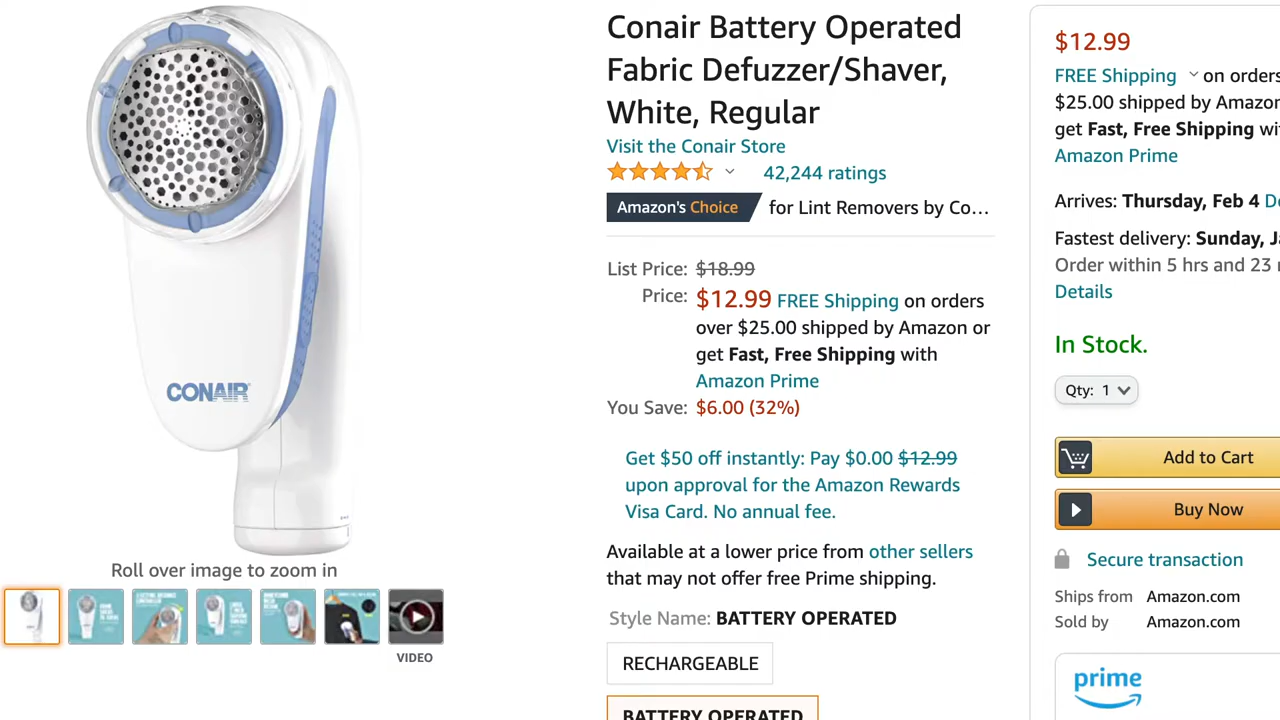 CONAIR
Roll over image to zoom in
VIDEO
Conair Battery Operated
Fabric Defuzzer/Shaver,
White, Regular
Visit the Conair Store
42,244 ratings
Amazon's Choice for Lint Removers by Co…
List Price: $18.99
Price: $12.99 FREE Shipping on orders
over $25.00 shipped by Amazon or
get Fast, Free Shipping with
Amazon Prime
You Save: $6.00 (32%)
Get $50 off instantly: Pay $0.00 $12.99
upon approval for the Amazon Rewards
Visa Card. No annual fee.
Available at a lower price from other sellers
that may not offer free Prime shipping.
Style Name: BATTERY OPERATED
RECHARGEABLE
BATTERY OPERATED
$12.99
FREE Shipping on orders
$25.00 shipped by Amazon
get Fast, Free Shipping wi
Amazon Prime
Arrives: Thursday, Feb 4 De
Fastest delivery: Sunday, Ja
Order within 5 hrs and 23
Details
In Stock.
Qty: 1
Add to Cart
Buy Now
Secure transaction
Ships from Amazon.com
Sold by Amazon.com
prime